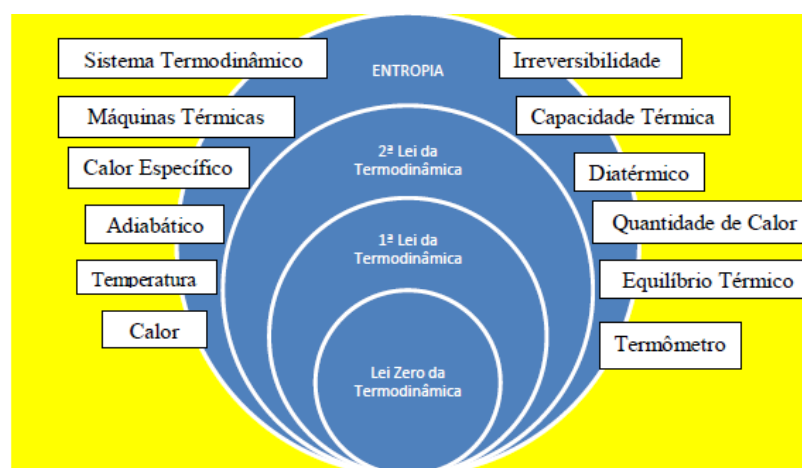 Sistema Termodinâmico
ENTROPIA
Irreversibilidade
Máquinas Térmicas
Capacidade Térmica
2ª Lei da
Termodinâmica
Calor Específico
Diatérmico
Adiabático
Quantidade de Calor
1ª Lei da
Termodinâmica
Temperatura
Equilíbrio Térmico
Calor
Termômetro
Lei Zero da
Termodinâmica